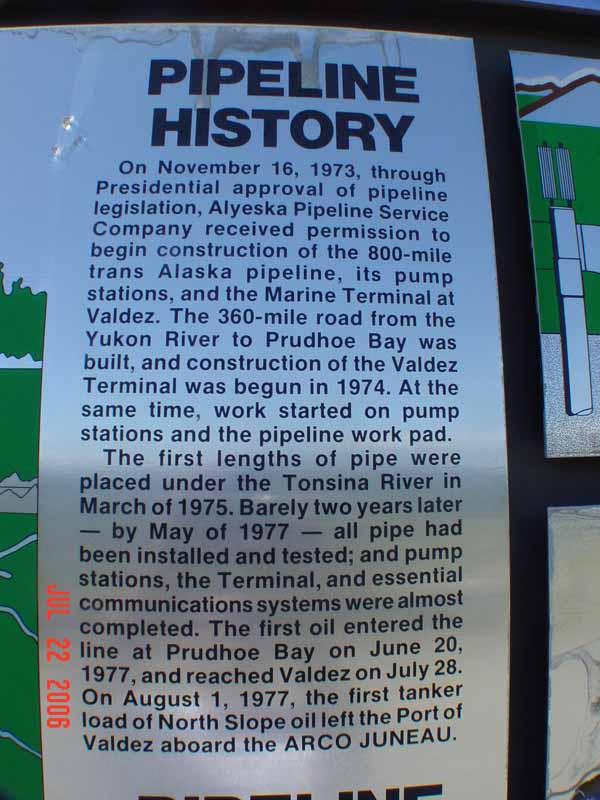 PIPELINE
HISTORY
On November 16, 1973, through
Presidential approval of pipeline
legislation, Alyeska Pipeline Service
Company received permission to
begin construction of the 800-mile
trans Alaska pipeline, its pump
stations, and the Marine Terminal at
Valdez. The 360-mile road from the
Yukon River to Prudhoe Bay was
built, and construction of the Valdez
Terminal was begun in 1974. At the
same time, work started on pump
stations and the pipeline work pad.
The first lengths of pipe were
placed under the Tonsina River in
March of 1975. Barely two years later
— by May of 1977 — all pipe had
been installed and tested; and pump
stations, the Terminal, and essential
communications systems were almost
completed. The first oil entered the
line at Prudhoe Bay on June 20,
1977, and reached Valdez on July 28.
On August 1, 1977, the first tanker
load of North Slope oil left the Port of
Valdez aboard the ARCO JUNEAU.
PIPELINE
JUL 22 2006